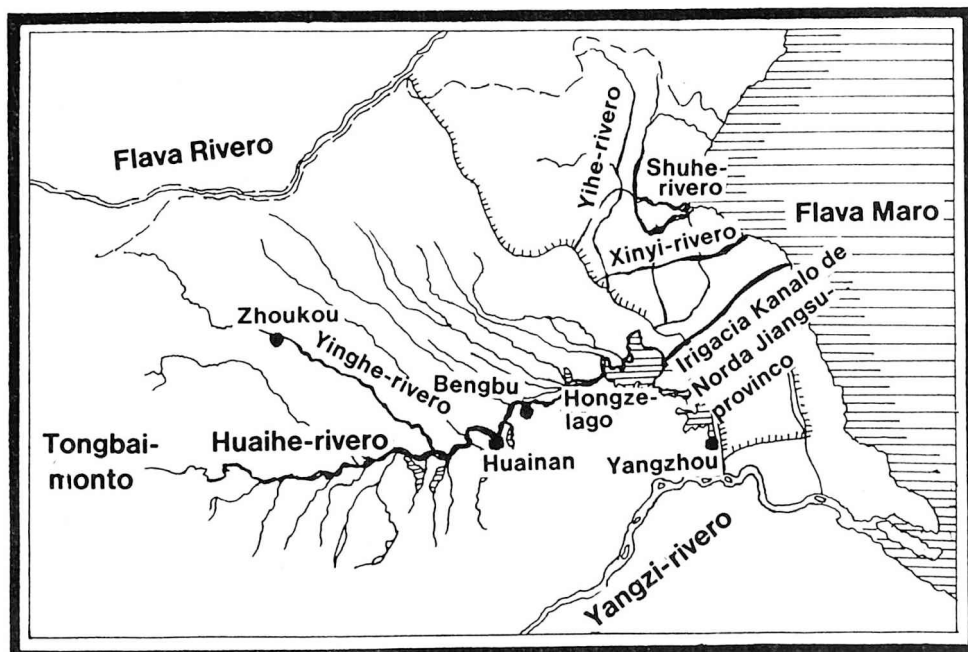 Flava Rivero
Yihe-rivero
Shuhe-
rivero
Flava Maro
Xinyi-rivero
Irigacia Kanalo de
Norda Jiangsu-
provinco
Zhoukou
Yinghe-rivero
Bengbu
Hongze-
lago
Tongbai-
monto
Huaihe-rivero
Huainan
Yangzhou
Yangzi-rivero